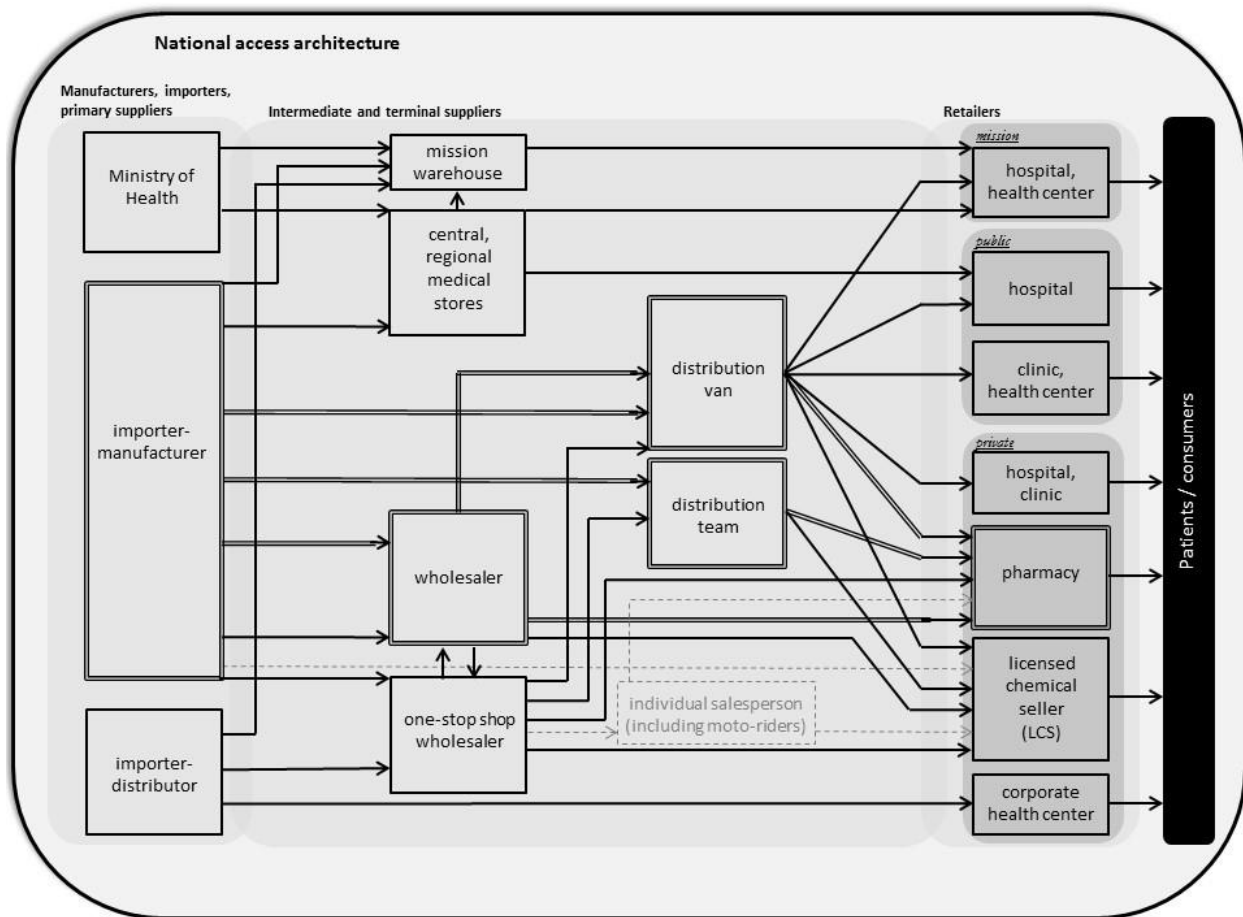 National access architecture
Manufacturers, importers,
primary suppliers
Intermediate and terminal suppliers
Retailers
Ministry of
Health
importer-
manufacturer
importer-
distributor
mission
warehouse
central,
regional
medical
stores
wholesaler
one-stop shop
wholesaler
distribution
van
distribution
team
individual salesperson
(including moto-riders)
mission
hospital,
health center
public
hospital
clinic,
health center
private
hospital,
clinic
pharmacy
licensed
chemical
seller
(LCS)
corporate
health center
Patients / consumers